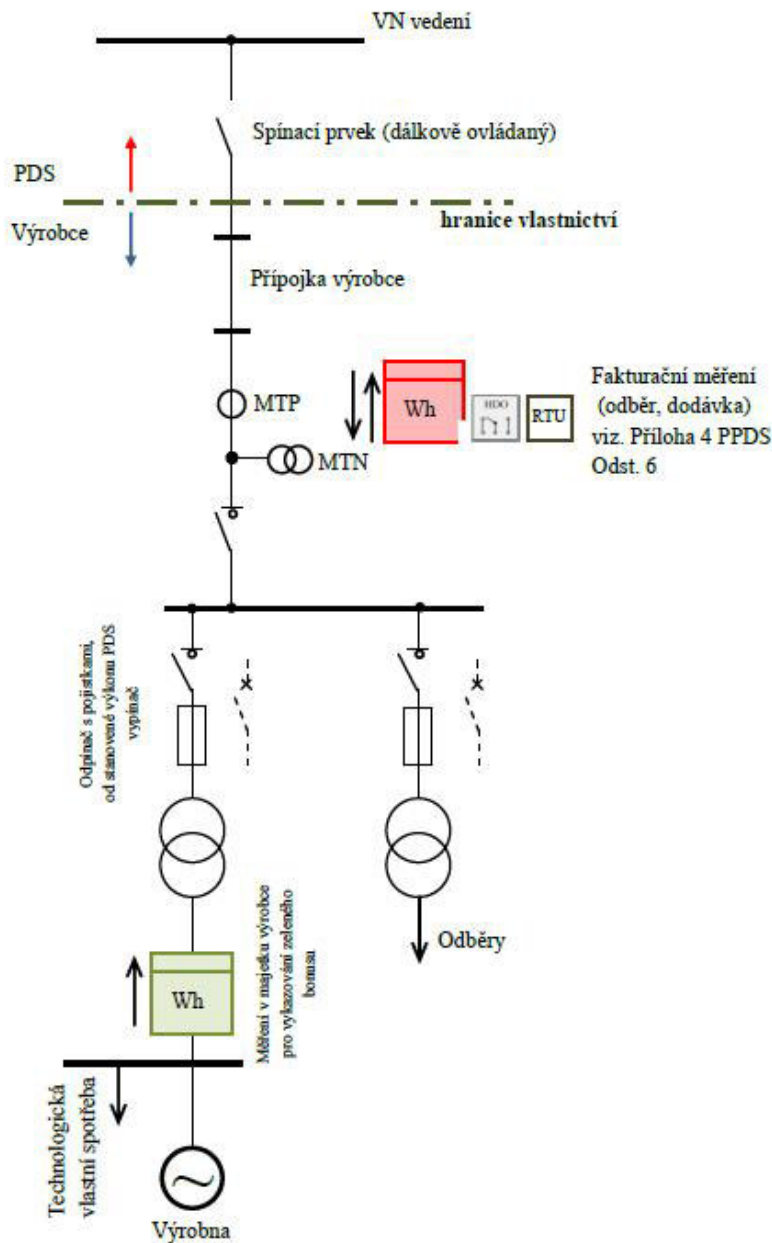 VN vedení
Spínací prvek (dálkově ovládaný)
PDS
hranice vlastnictví
Výrobce
Přípojka výrobce
MTP
Wh
HDO
RTU
Fakturační měření
(odběr, dodávka)
viz. Příloha 4 PPDS
Odst. 6
MTN
Odpínač s pojistkami,
od stanovené výkonu PDS
vypínač
Odběry
Wh
Měření v majetku výrobce
pro vykazování zeleného
bonusu
Technologická
vlastní spotřeba
Výrobna